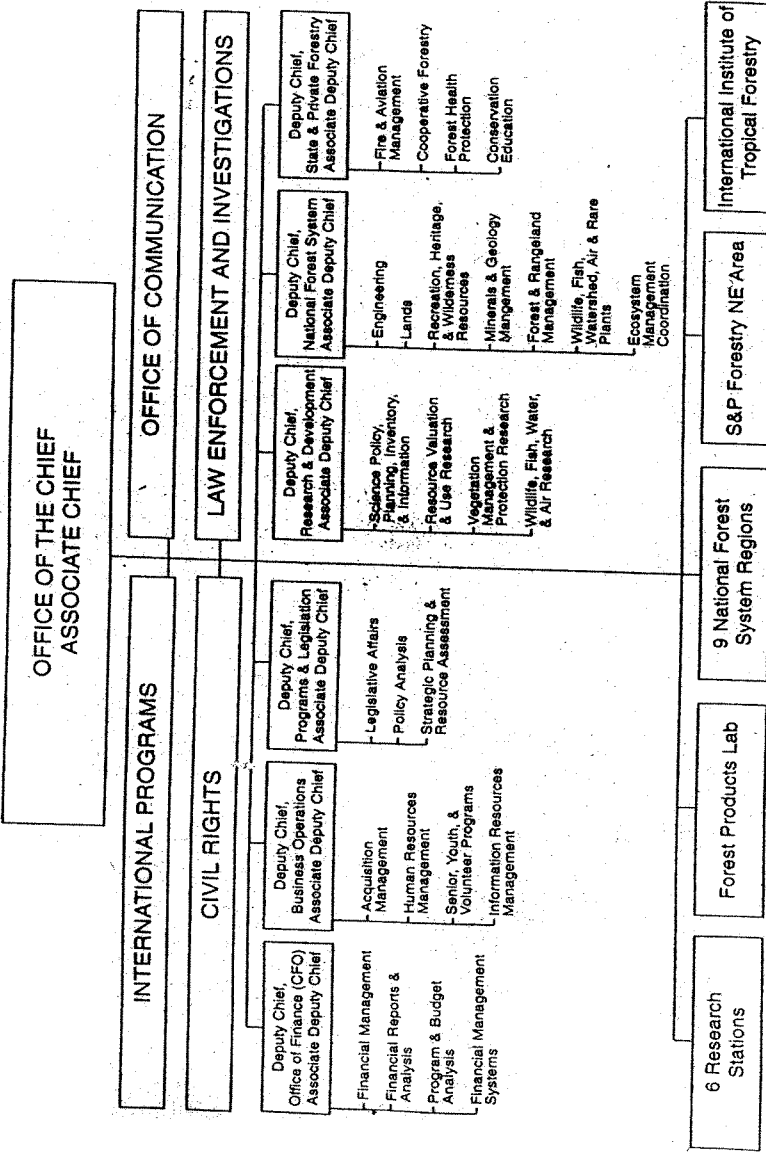 OFFICE OF THE CHIEF
ASSOCIATE CHIEF
INTERNATIONAL PROGRAMS
OFFICE OF COMMUNICATION
CIVIL RIGHTS
LAW ENFORCEMENT AND INVESTIGATIONS
Deputy Chief,
Office of Finance (CFO)
Associate Deputy Chief
Financial Management
Financial Reports &
Analysis
Program & Budget
Analysis
Financial Management
Systems
Deputy Chief,
Business Operations
Associate Deputy Chief
Acquisition
Management
Human Resources
Management
Senior, Youth, &
Volunteer Programs
Information Resources
Management
Deputy Chief,
Programs & Legislation
Associate Deputy Chief
Legislative Affairs
Policy Analysis
Strategic Planning &
Resource Assessment
Deputy Chief,
Research & Development
Associate Deputy Chief
Science Policy,
Planning, Inventory,
& Information
Resource Valuation
& Use Research
Vegetation
Management &
Protection Research
Wildlife, Fish, Water,
& Air Research
Deputy Chief,
National Forest System
Associate Deputy Chief
Engineering
Lands
Recreation, Heritage,
& Wilderness
Resources
Minerals & Geology
Mangement
Forest & Rangeland
Management
Wildlife, Fish,
Watershed, Air & Rare
Plants
Ecosystem
Management
Coordination
Deputy Chief,
State & Private Forestry
Associate Deputy Chief
Fire & Aviation
Management
Cooperative Forestry
Forest Health
Protection
Conservation
Education
6 Research
Stations
Forest Products Lab
9 National Forest
System Regions
S&P Forestry NE Area
International Institute of
Tropical Forestry